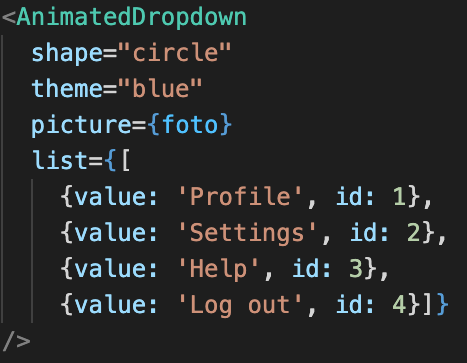 <AnimatedDropdown
shape="circle"
theme="blue"
picture={foto}
list={[
{value: 'Profile', id: 1},
{value: 'Settings', id: 2},
{value: 'Help', id: 3},
{value: 'Log out', id: 4}]}
/>